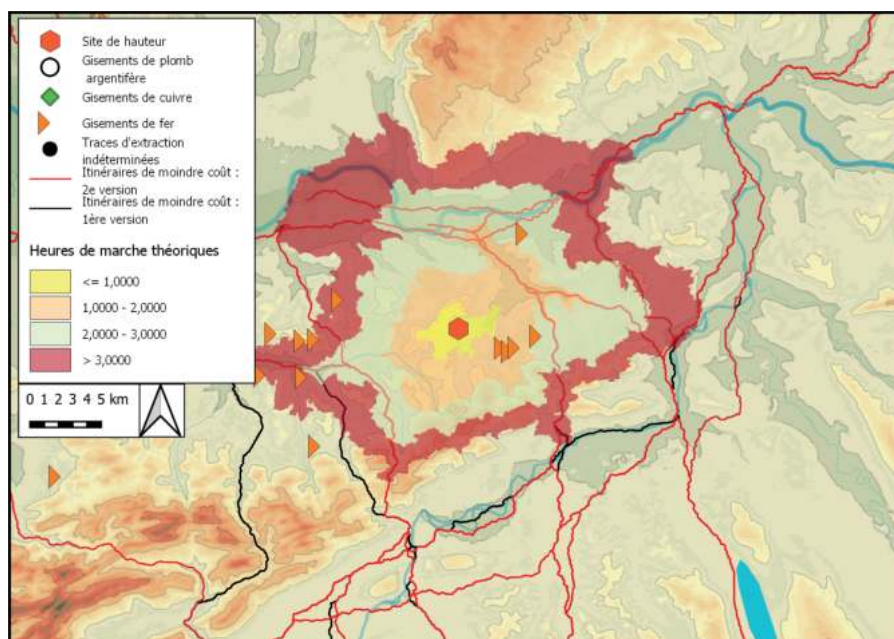 Site de hauteur
Gisements de plomb
argentifère
Gisements de cuivre
Gisements de fer
Traces d'extraction
indéterminées
Itinéraires de moindre coût :
2e version
Itinéraires de moindre coût :
1ère version
Heures de marche théoriques
<= 1,0000
1,0000 - 2,0000
2,0000 - 3,0000
> 3,0000
0 1 2 3 4 5 km